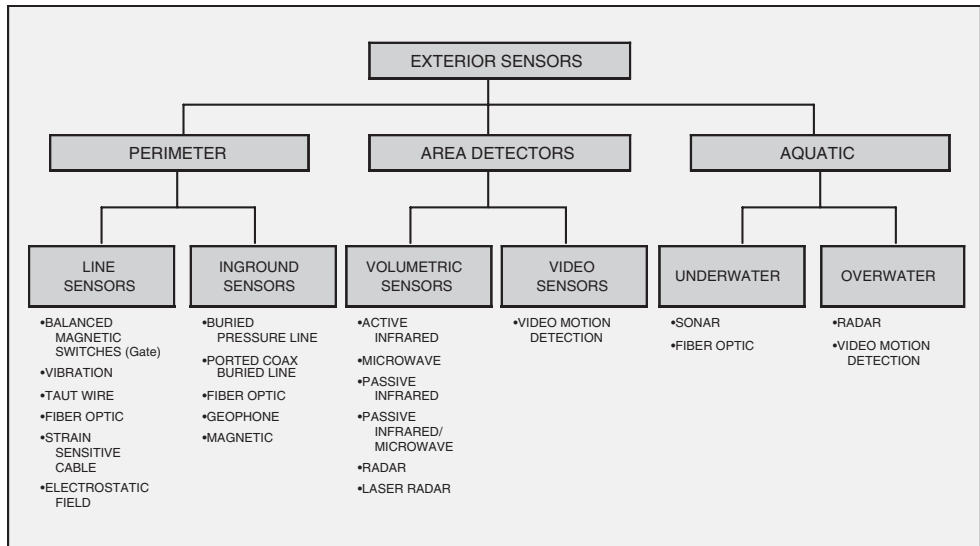 EXTERIOR SENSORS
PERIMETER
AREA DETECTORS
AQUATIC
LINE
SENSORS
INGROUND
SENSORS
VOLUMETRIC
SENSORS
VIDEO
SENSORS
UNDERWATER
OVERWATER
•BALANCED
MAGNETIC
SWITCHES (Gate)
•VIBRATION
•TAUT WIRE
•FIBER OPTIC
•STRAIN
SENSITIVE
CABLE
•ELECTROSTATIC
FIELD
•BURIED
PRESSURE LINE
•PORTED COAX
BURIED LINE
•FIBER OPTIC
•GEOPHONE
•MAGNETIC
•ACTIVE
INFRARED
•MICROWAVE
•PASSIVE
INFRARED
•PASSIVE
INFRARED/
MICROWAVE
•RADAR
•LASER RADAR
•VIDEO MOTION
DETECTION
•SONAR
•FIBER OPTIC
•RADAR
•VIDEO MOTION
DETECTION